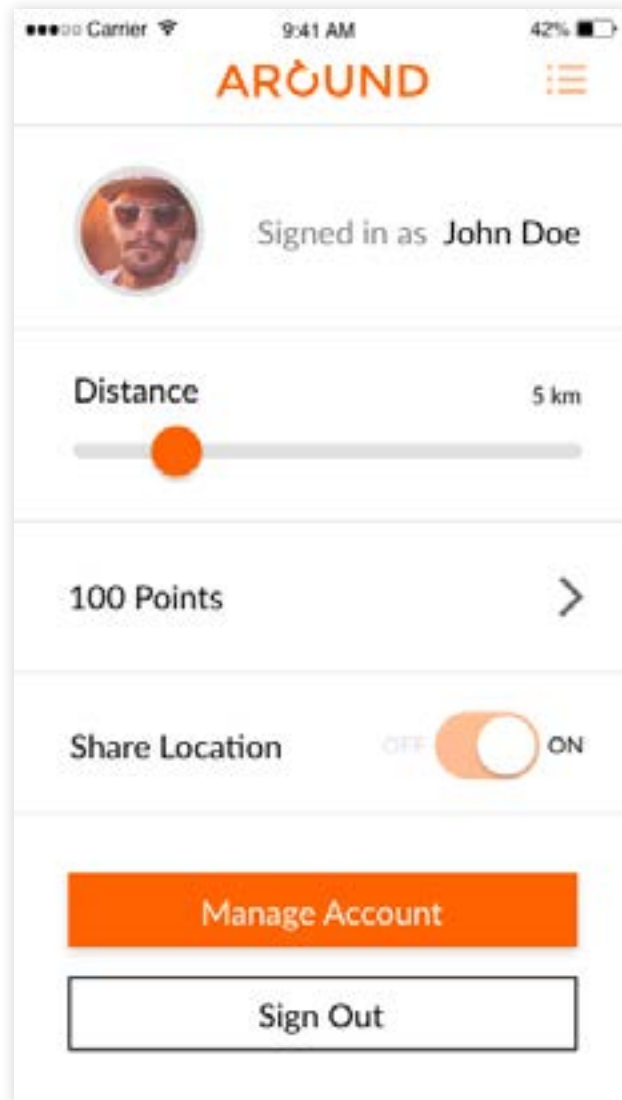 Carrier 9:41 AM 42%
AROUND
Signed in as John Doe
Distance 5 km
100 Points
Share Location OFF ON
Manage Account
Sign Out